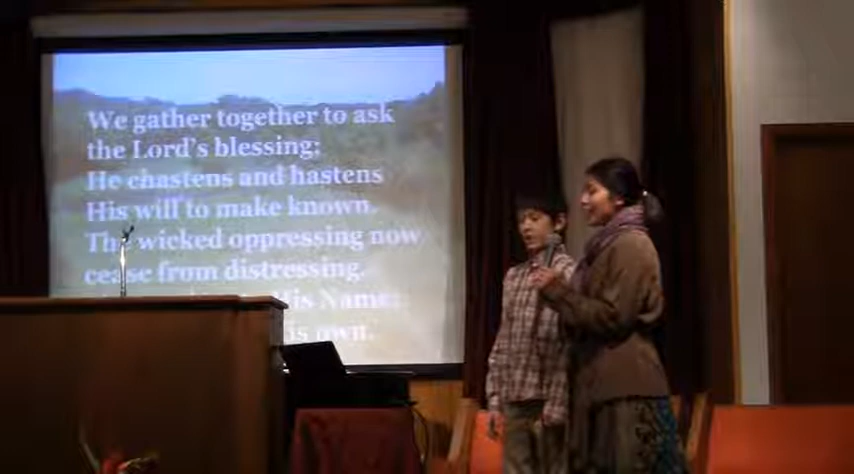 We gather together to ask
the Lord's blessing;
He chastens and hastens
His will to make known.
The wicked oppressing now
cease from distressing.
His Name;
is own.